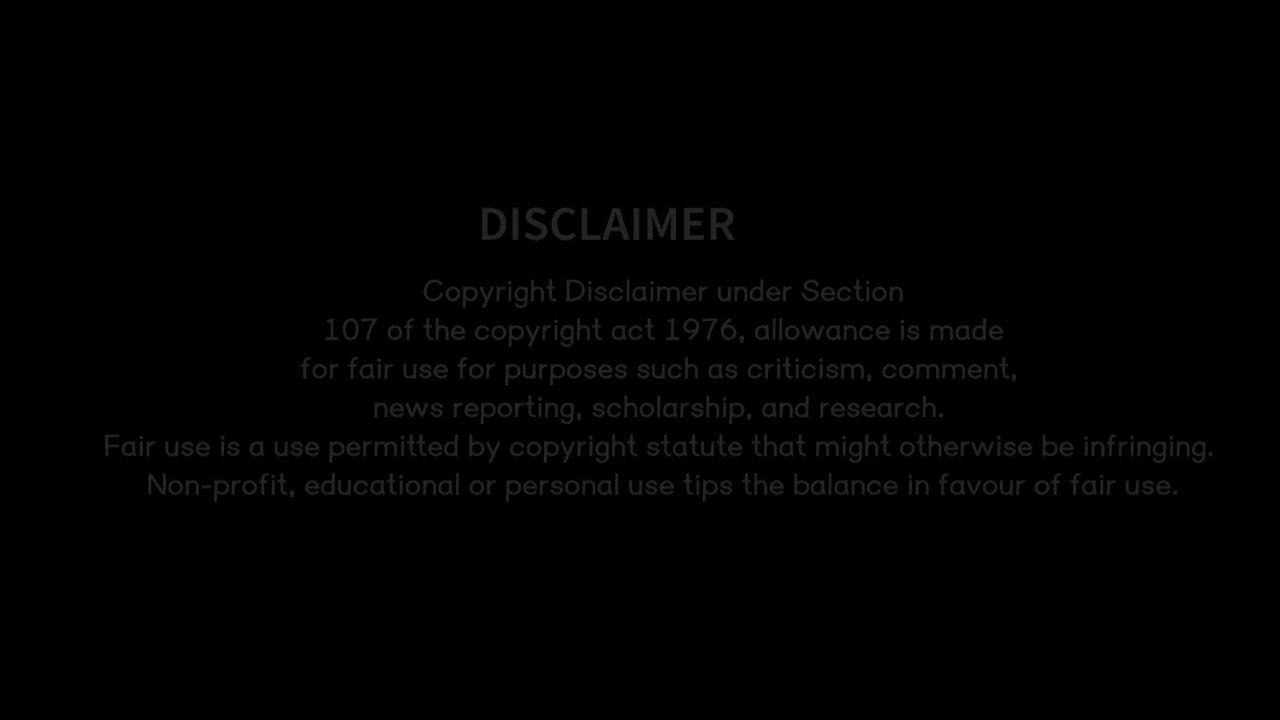 DISCLAIMER
Copyright Disclaimer under Section
107 of the copyright act 1976, allowance is made
for fair use for purposes such as criticism, comment,
news reporting, scholarship, and research.
Fair use is a use permitted by copyright statute that might otherwise be infringing.
Non-profit, educational or personal use tips the balance in favour of fair use.